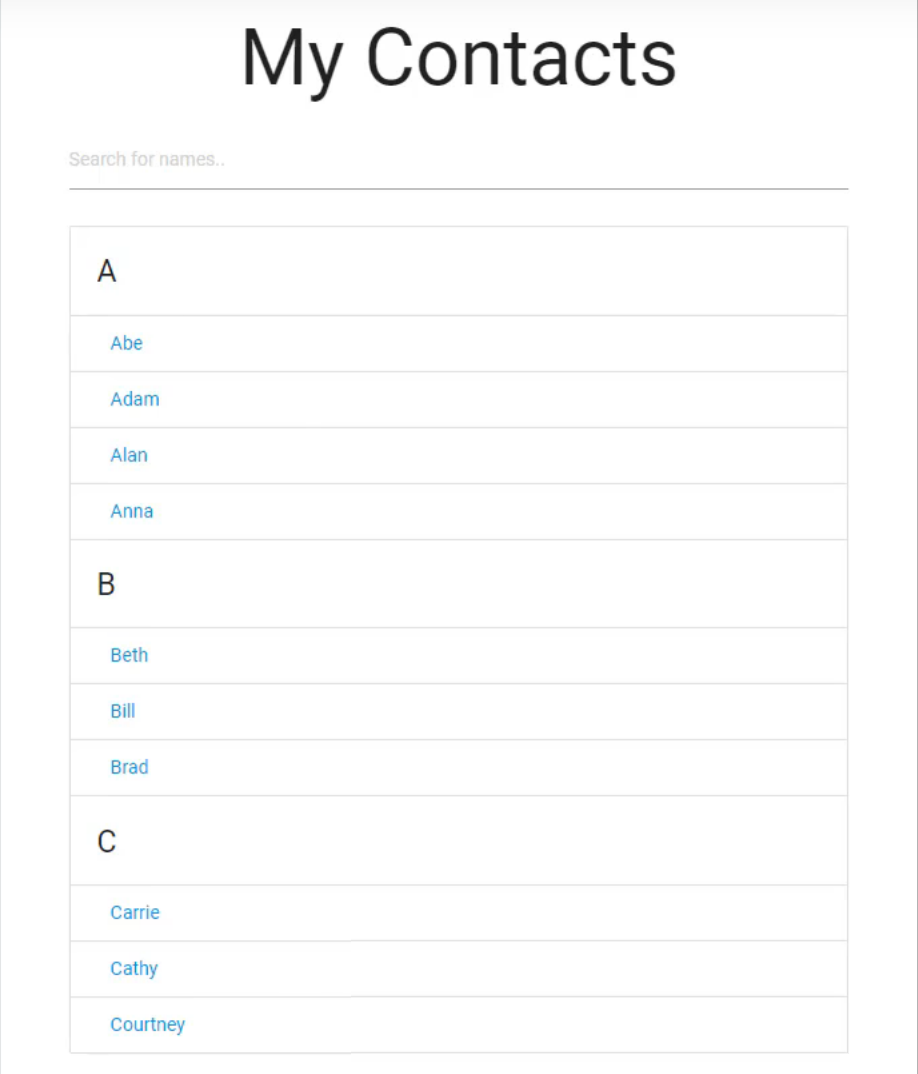 My Contacts
Search for names..
A
Abe
Adam
Alan
Anna
B
Beth
Bill
Brad
C
Carrie
Cathy
Courtney